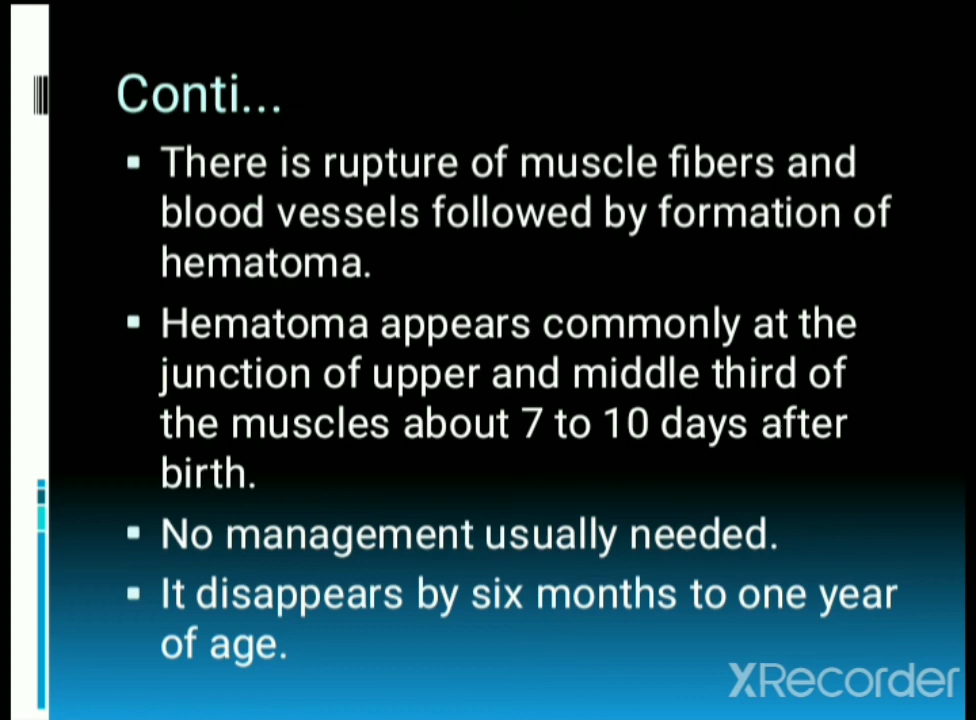 Conti...
▪ There is rupture of muscle fibers and
blood vessels followed by formation of
hematoma.
▪ Hematoma appears commonly at the
junction of upper and middle third of
the muscles about 7 to 10 days after
birth.
▪ No management usually needed.
▪ It disappears by six months to one year
of age.
XRecorder